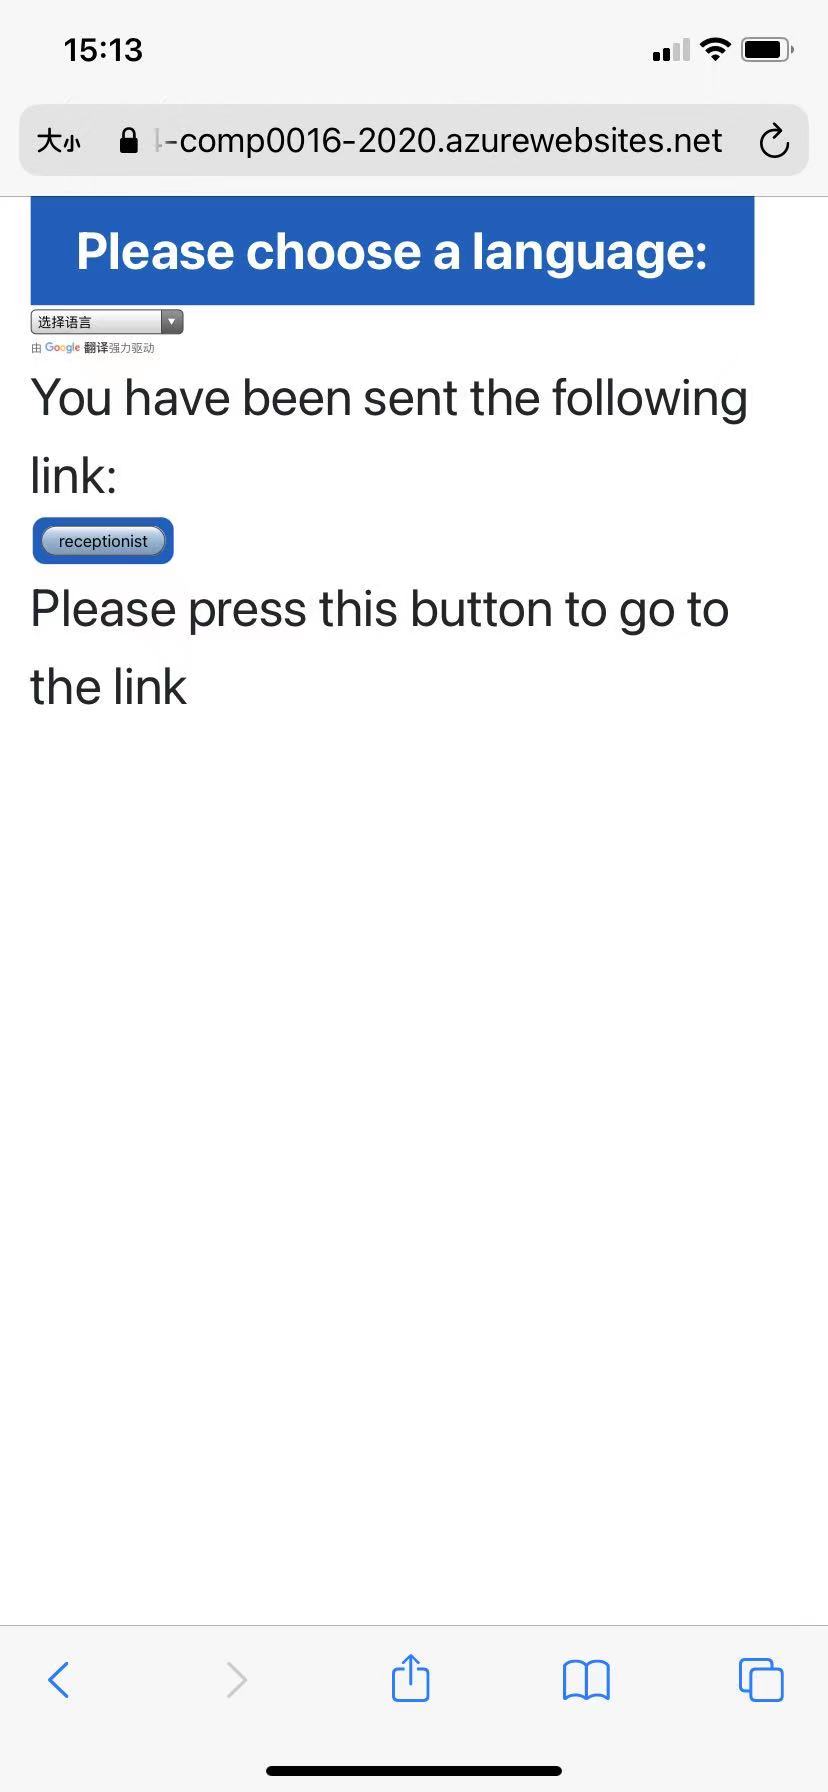 15:13
大小 -comp0016-2020.azurewebsites.net
Please choose a language:
选择语言
由 Google 翻译强力驱动
You have been sent the following
link:
receptionist
Please press this button to go to
the link